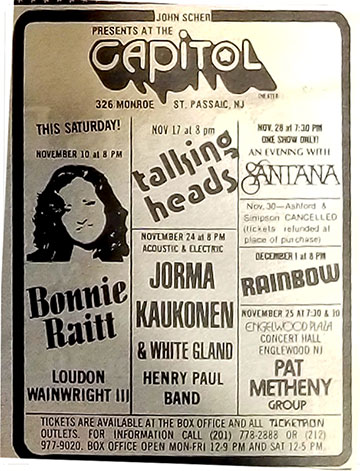 JOHN SCHER
PRESENTS AT THE
CAPITOL
THEATER
326 MONROE ST. PASSAIC, NJ
THIS SATURDAY!
NOVEMBER 10 at 8 PM
Bonnie
Raitt
LOUDON
WAINWRIGHT III
NOV 17 at 8 pm
talking
heads
NOVEMBER 24 at 8 PM
ACOUSTIC & ELECTRIC
JORMA
KAUKONEN
& WHITE GLAND
HENRY PAUL
BAND
NOV. 28 at 7:30 PM
ONE SHOW ONLY!
AN EVENING WITH
SANTANA
Nov. 30—Ashford &
Simpson CANCELLED
(tickets refunded at
place of purchase)
DECEMBER 1 at 8 PM
RAINBOW
NOVEMBER 25 AT 7:30 & 10
ENGLEWOOD PLAZA
CONCERT HALL
ENGLEWOOD NJ
PAT
METHENY
GROUP
TICKETS ARE AVAILABLE AT THE BOX OFFICE AND ALL TICKETRON
OUTLETS. FOR INFORMATION CALL (201) 778-2888 OR (212)
977-9020. BOX OFFICE OPEN MON-FRI 12-9 PM AND SAT 12-5 PM.